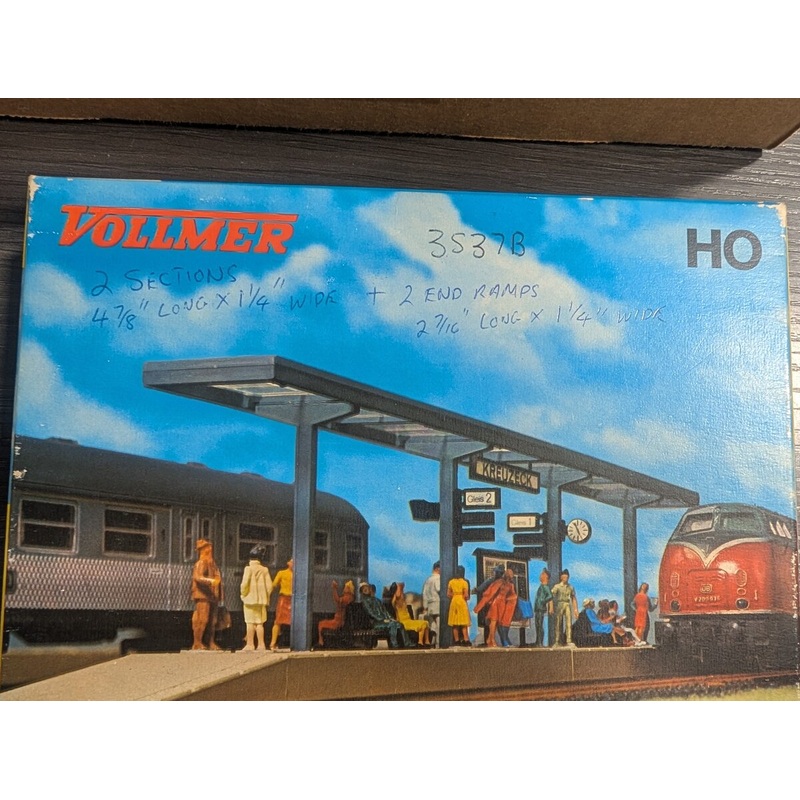 VOLLMER
3537B
HO
2 SECTIONS
4 7/8" LONG X 1 1/4" WIDE + 2 END RAMPS
2 7/16" LONG X 1 1/4" WIDE
KREUZECK
Gleis 2
Gleis 1